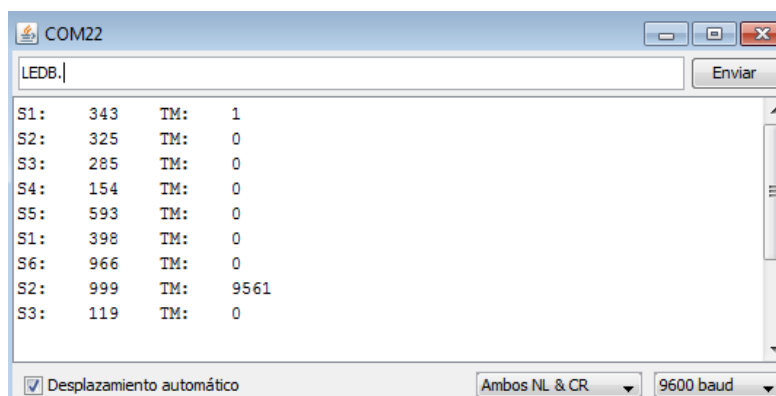 COM22
LEDB. Enviar
S1: 343 TM: 1
S2: 325 TM: 0
S3: 285 TM: 0
S4: 154 TM: 0
S5: 593 TM: 0
S1: 398 TM: 0
S6: 966 TM: 0
S2: 999 TM: 9561
S3: 119 TM: 0
Desplazamiento automático Ambos NL & CR 9600 baud